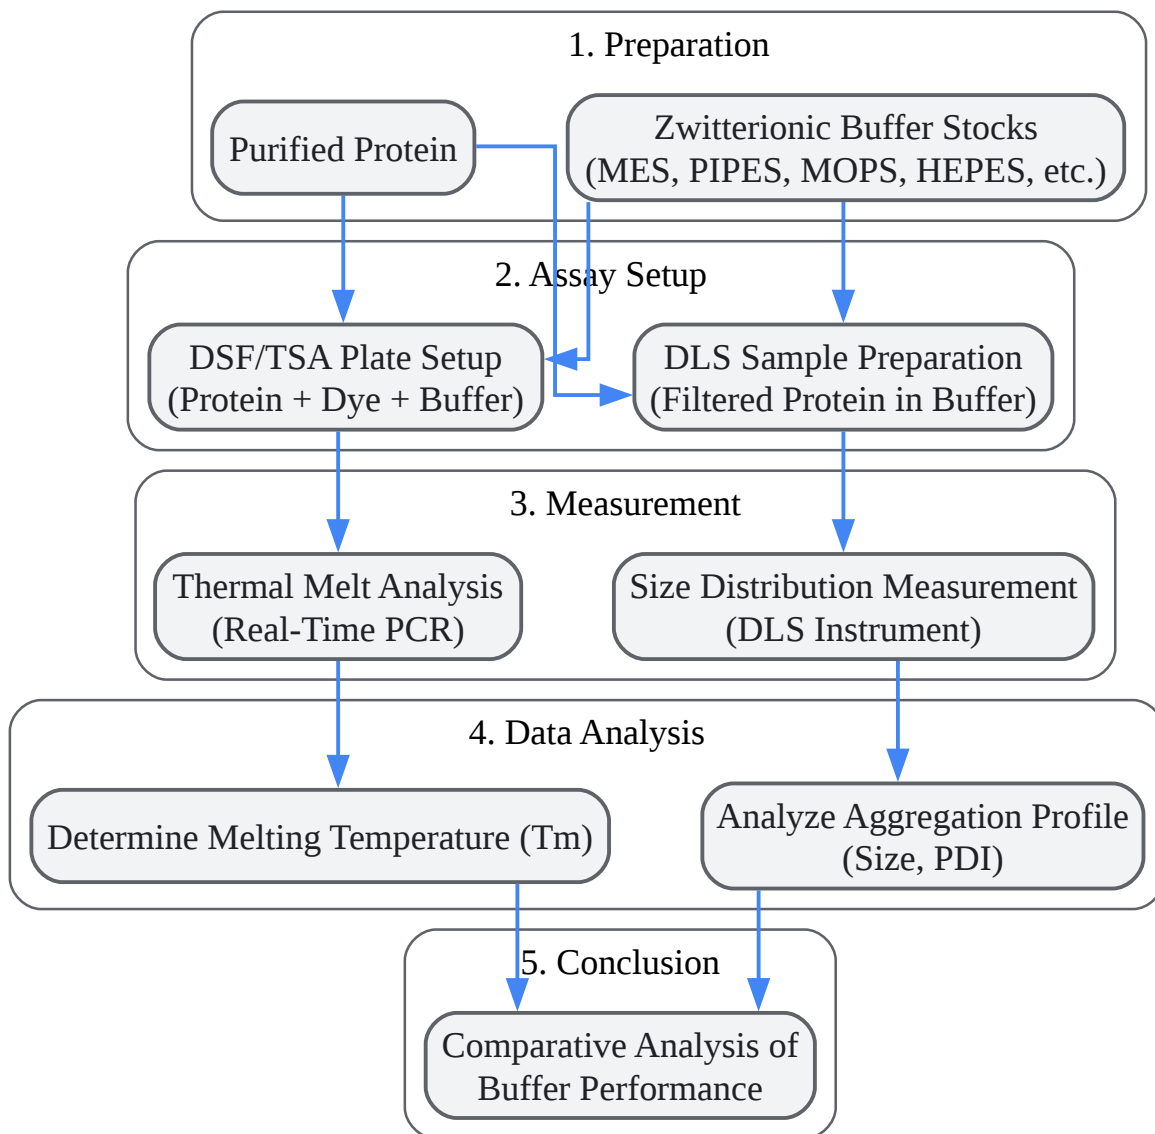 1. Preparation
Purified Protein
Zwitterionic Buffer Stocks
(MES, PIPES, MOPS, HEPES, etc.)
2. Assay Setup
DSF/TSA Plate Setup
(Protein + Dye + Buffer)
DLS Sample Preparation
(Filtered Protein in Buffer)
3. Measurement
Thermal Melt Analysis
(Real-Time PCR)
Size Distribution Measurement
(DLS Instrument)
4. Data Analysis
Determine Melting Temperature (Tm)
Analyze Aggregation Profile
(Size, PDI)
5. Conclusion
Comparative Analysis of
Buffer Performance